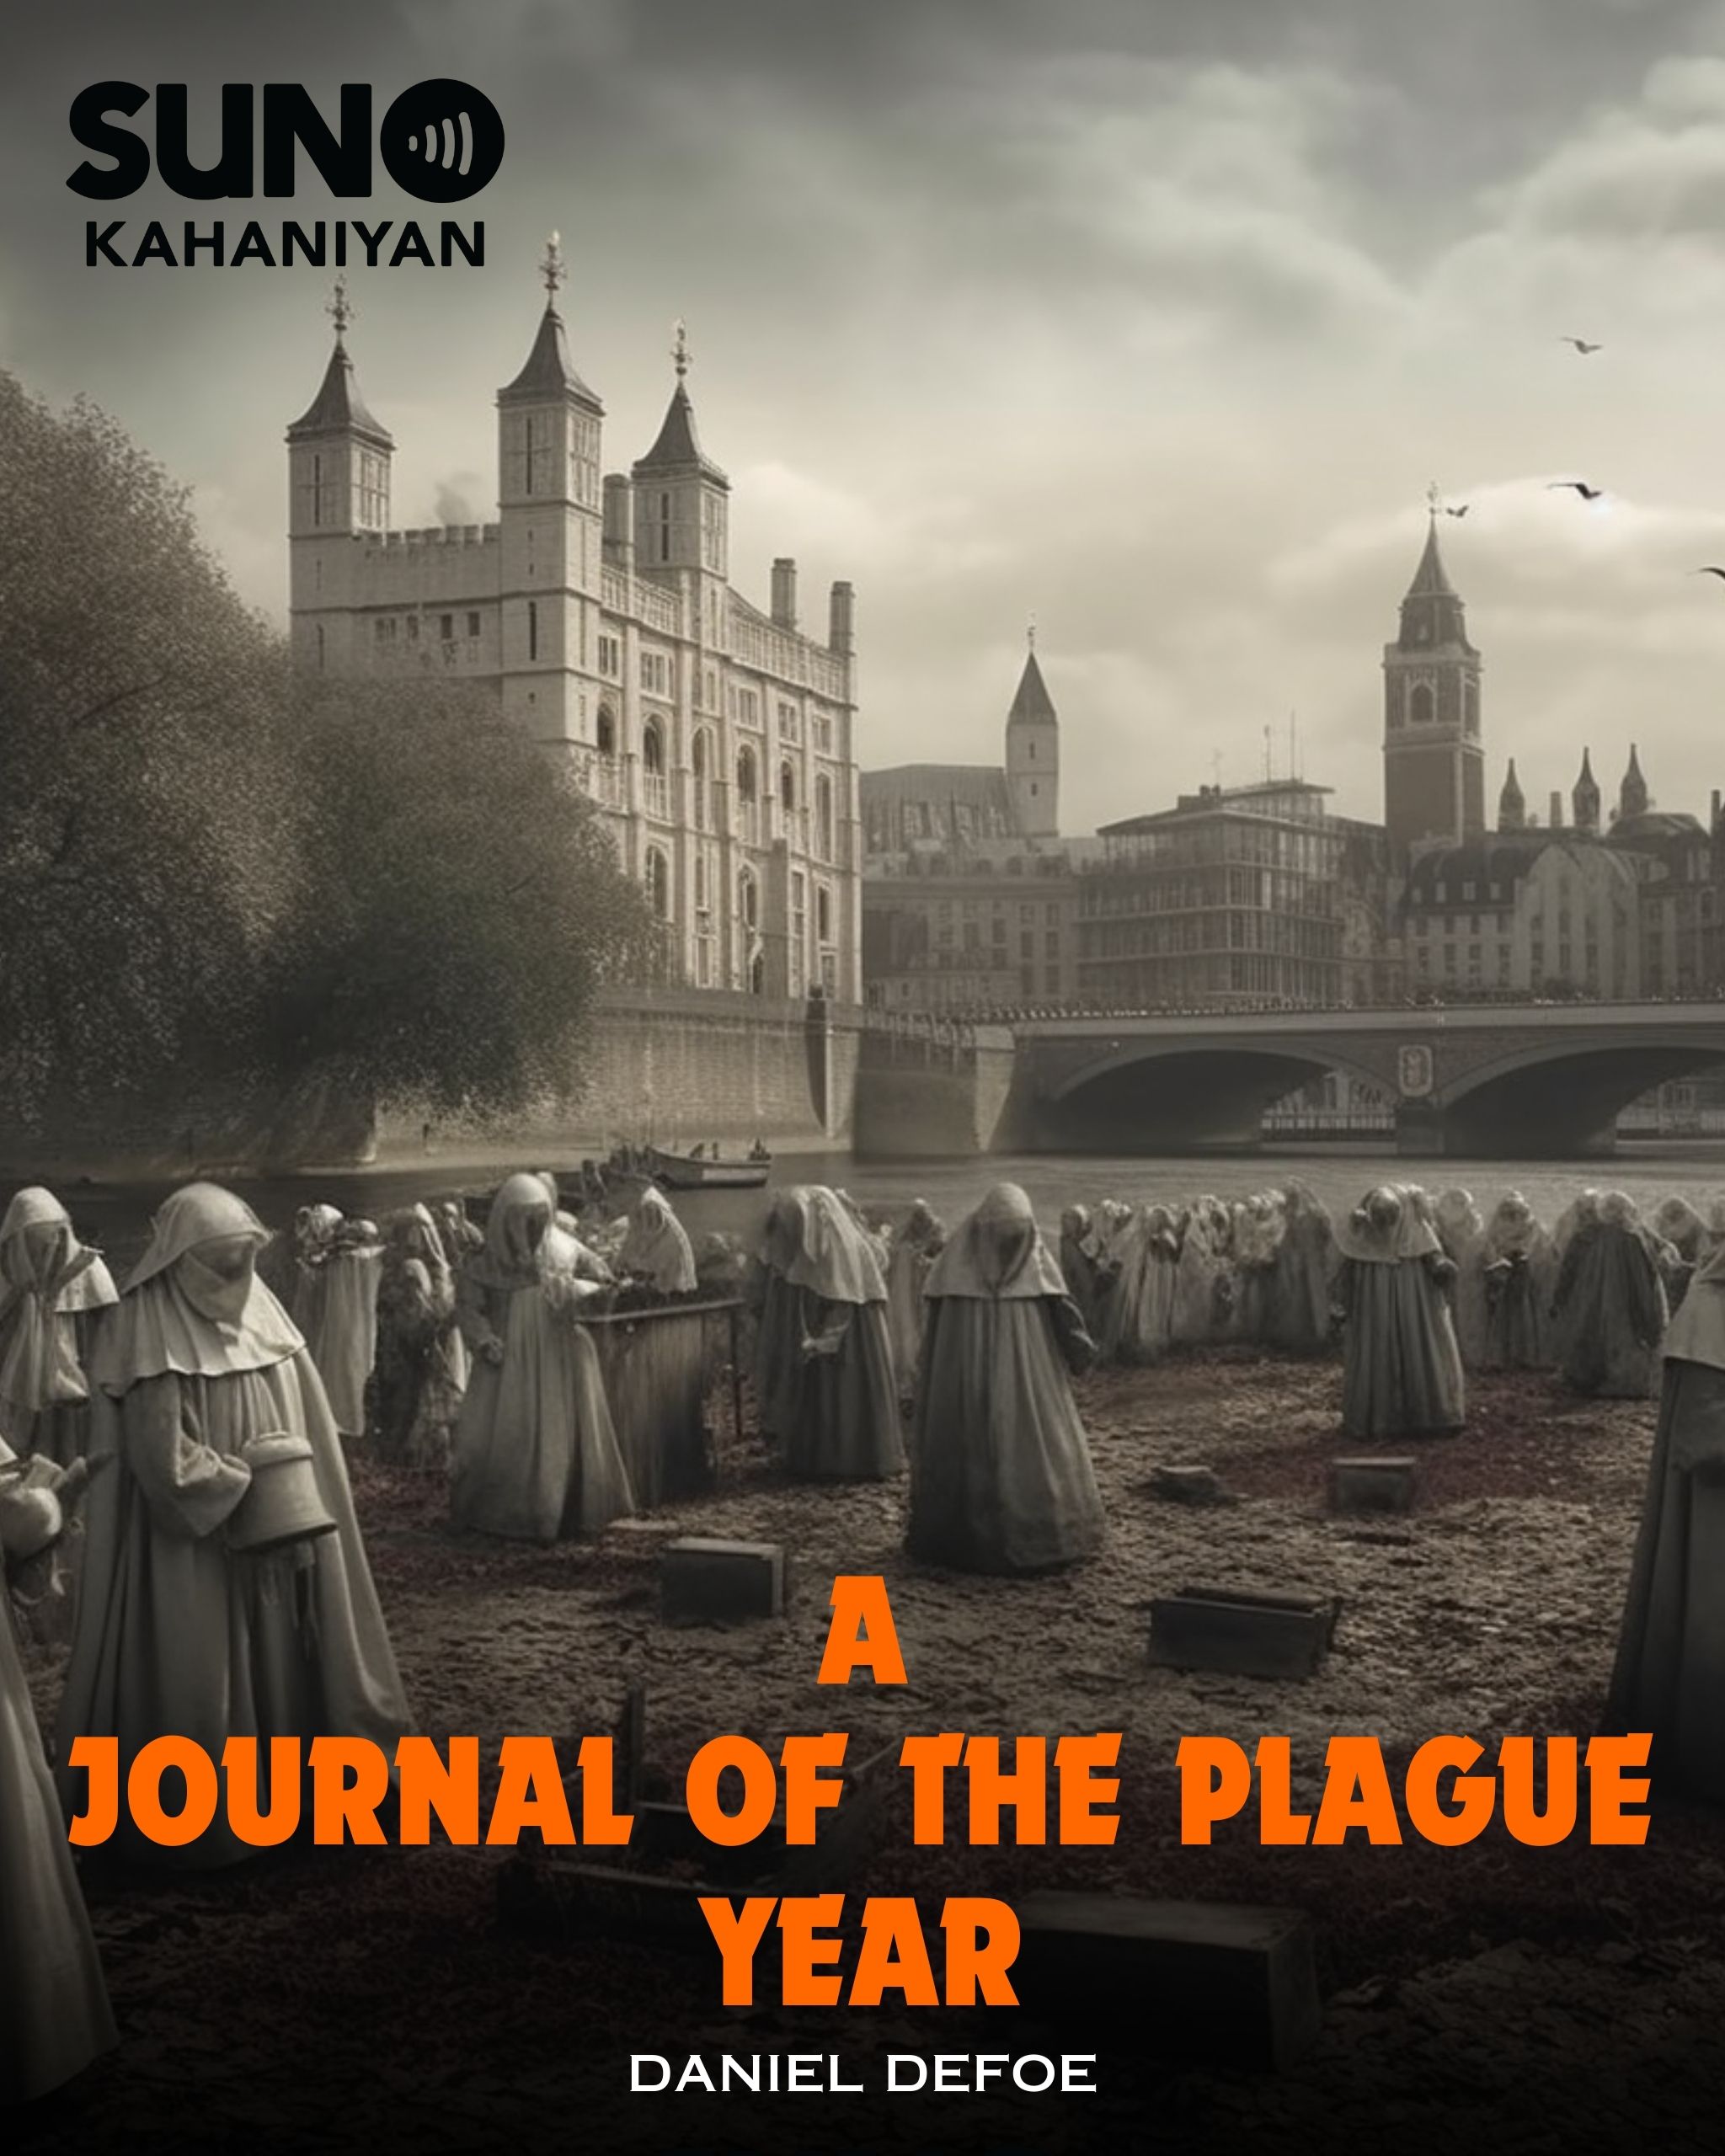 SUNO
KAHANIYAN
A
JOURNAL OF THE PLAGUE
YEAR
DANIEL DEFOE